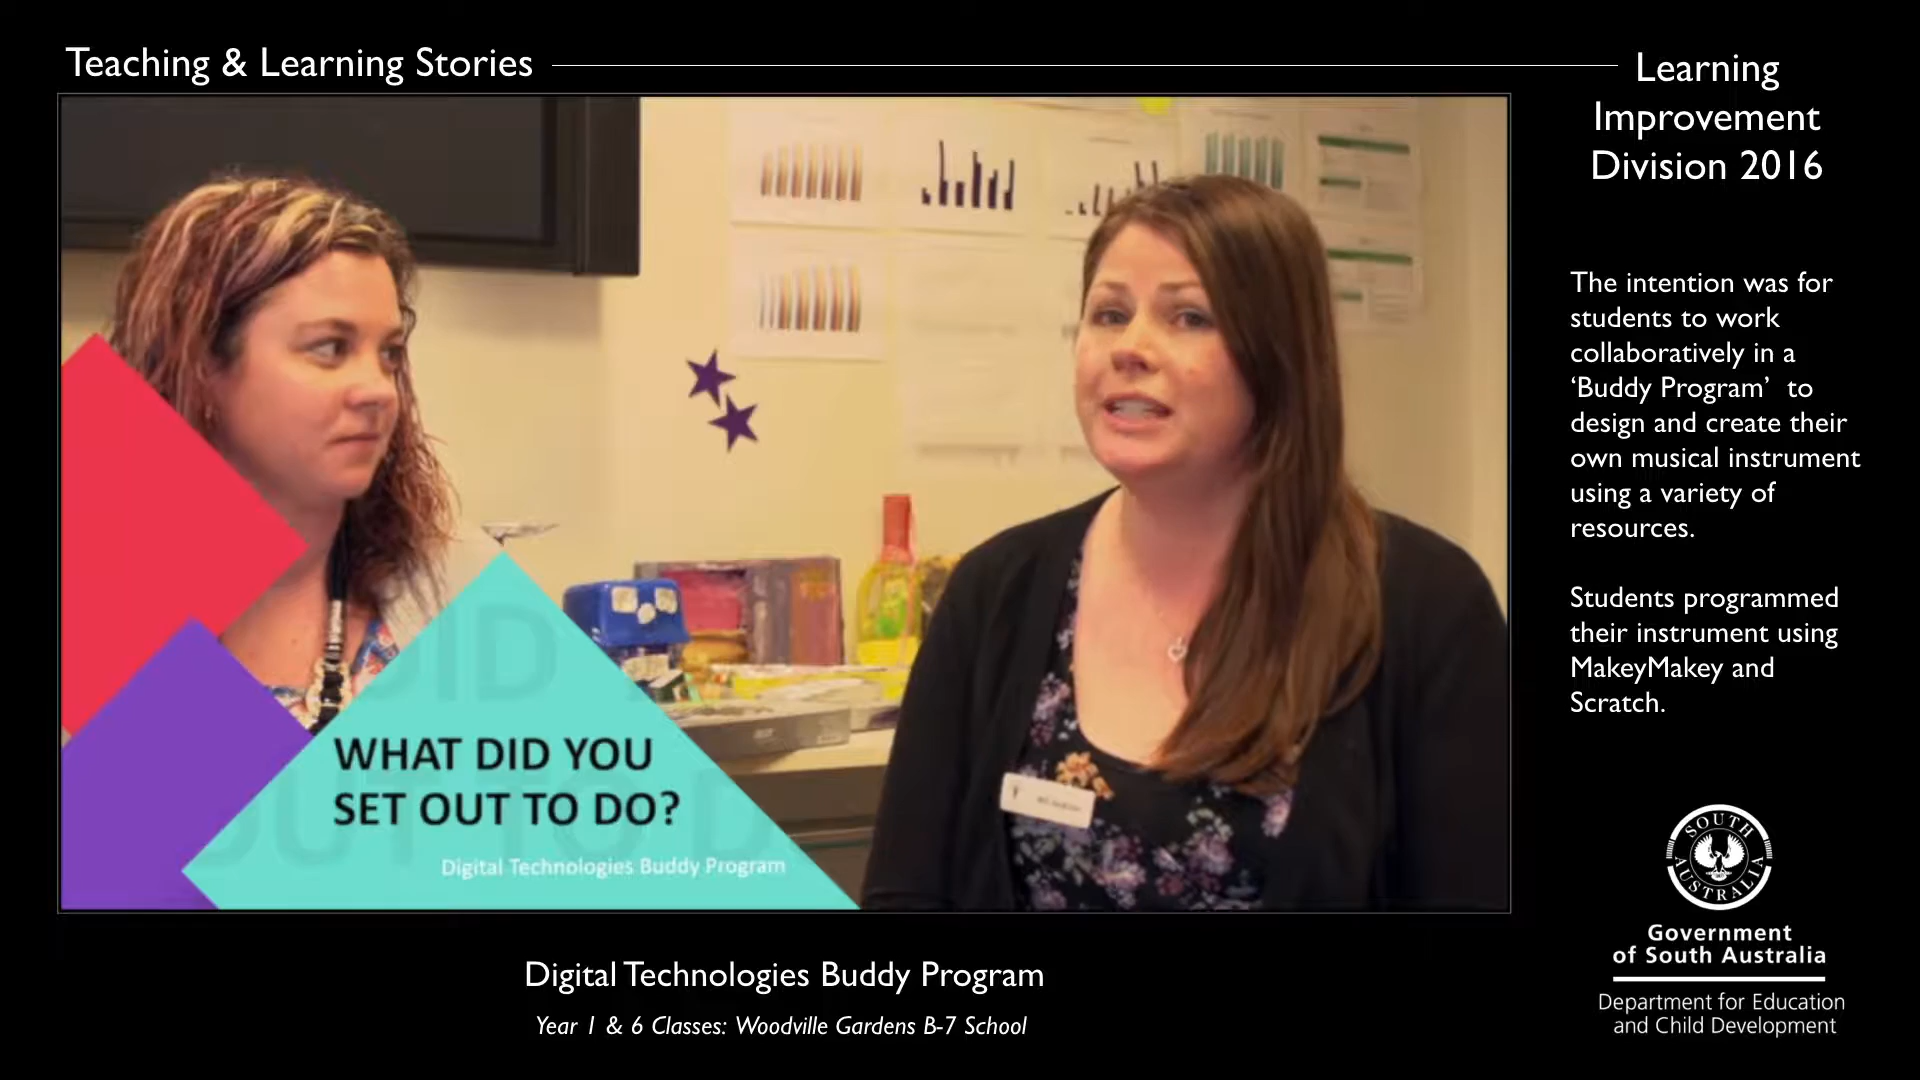 Teaching & Learning Stories
Learning
Improvement
Division 2016
The intention was for
students to work
collaboratively in a
‘Buddy Program’ to
design and create their
own musical instrument
using a variety of
resources.
Students programmed
their instrument using
MakeyMakey and
Scratch.
WHAT DID YOU
SET OUT TO DO?
Digital Technologies Buddy Program
SOUTH
AUSTRALIA
Government
of South Australia
Department for Education
and Child Development
Digital Technologies Buddy Program
Year 1 & 6 Classes: Woodville Gardens B-7 School